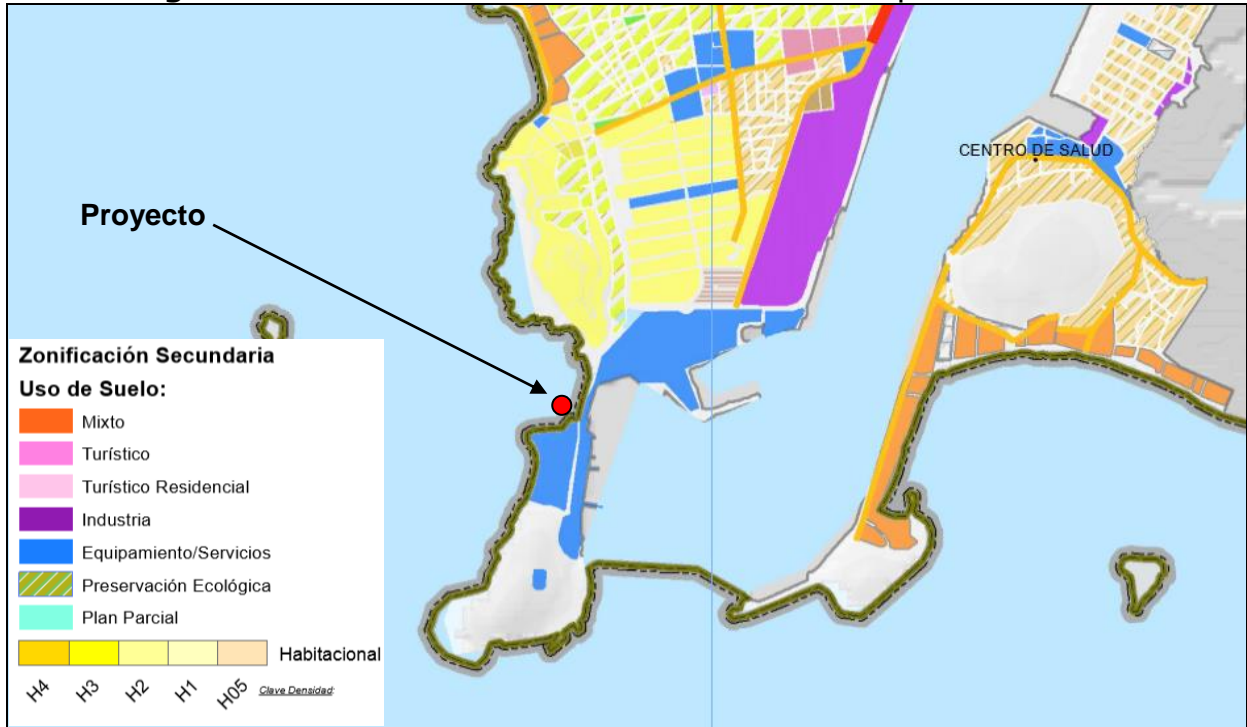 CENTRO DE SALUD
Proyecto
Zonificación Secundaria
Uso de Suelo:
Mixto
Turístico
Turístico Residencial
Industria
Equipamiento/Servicios
Preservación Ecológica
Plan Parcial
Habitacional
H4 H3 H2 H1 H05 Clave Densidad: